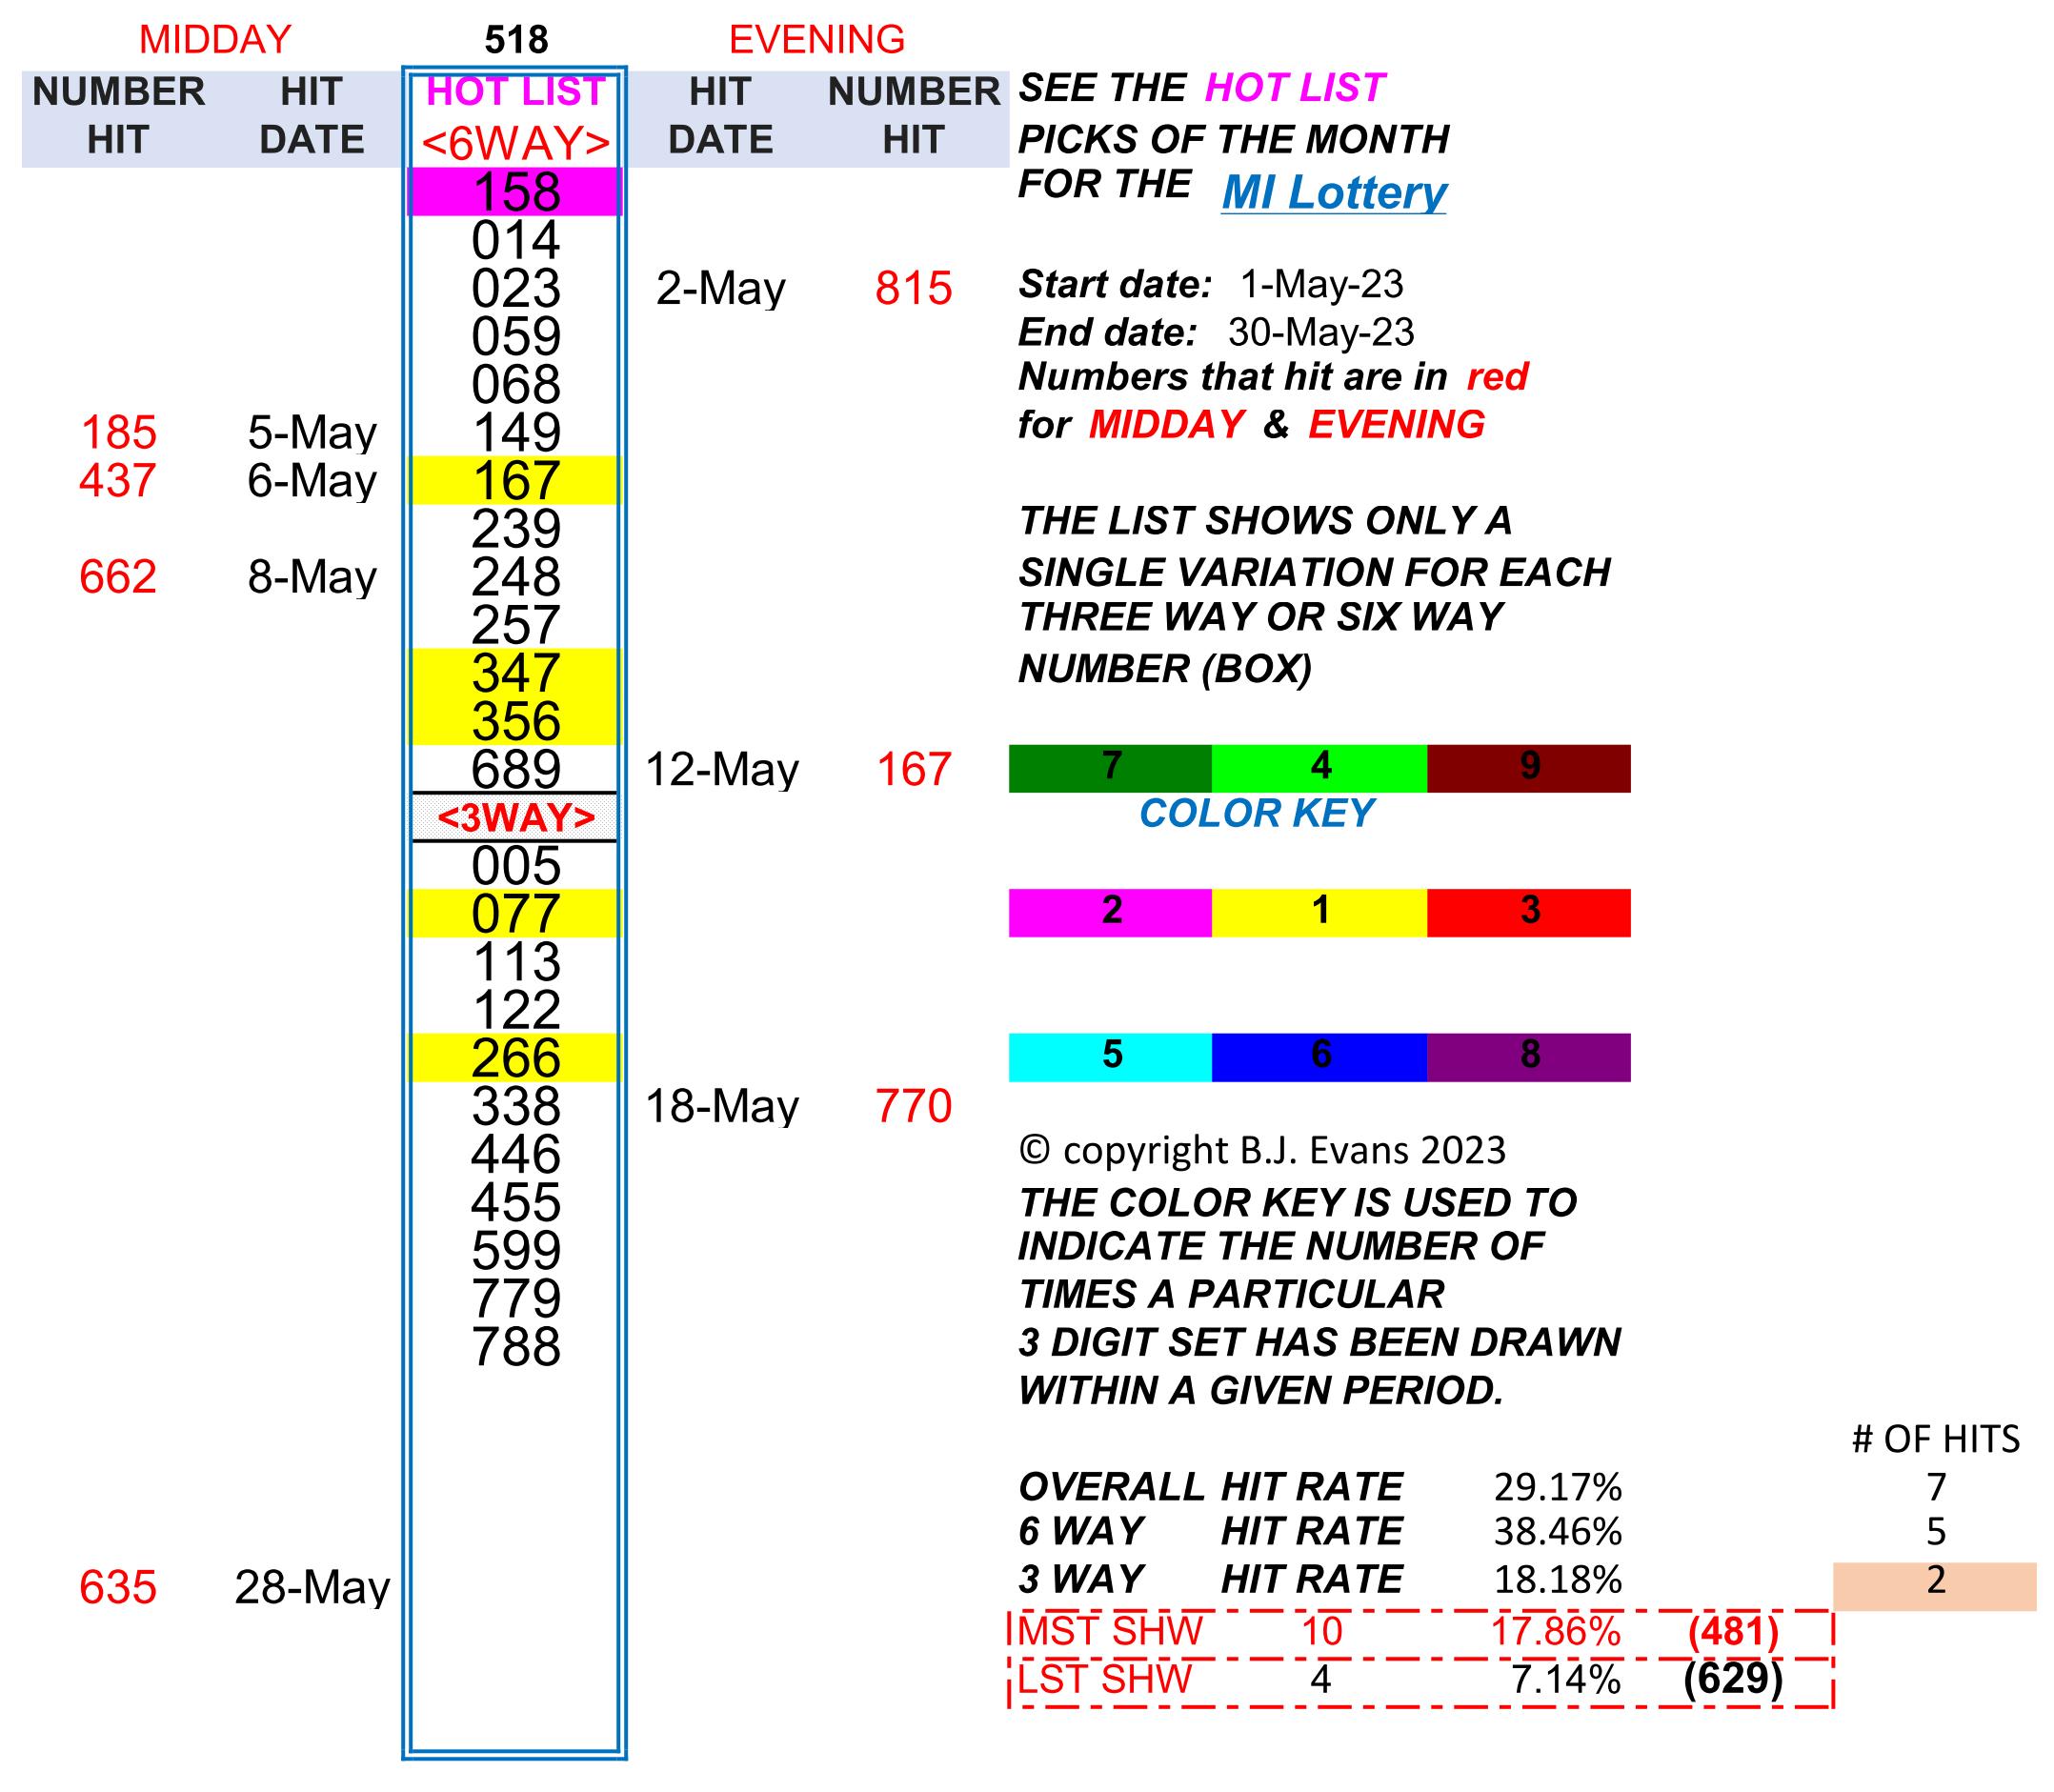 MIDDAY 518 EVENING
NUMBER HIT HOT LIST HIT NUMBER SEE THE HOT LIST
HIT DATE <6WAY> DATE HIT PICKS OF THE MONTH
158 FOR THE MI Lottery
014
023 2-May 815 Start date: 1-May-23
059 End date: 30-May-23
068 Numbers that hit are in red
185 5-May 149 for MIDDAY & EVENING
437 6-May 167
239 THE LIST SHOWS ONLY A
662 8-May 248 SINGLE VARIATION FOR EACH
257 THREE WAY OR SIX WAY
347 NUMBER (BOX)
356
689 12-May 167 7 4 9
<3WAY> COLOR KEY
005
077 2 1 3
113
122
266 5 6 8
338 18-May 770
446 © copyright B.J. Evans 2023
455 THE COLOR KEY IS USED TO
599 INDICATE THE NUMBER OF
779 TIMES A PARTICULAR
788 3 DIGIT SET HAS BEEN DRAWN
WITHIN A GIVEN PERIOD.
# OF HITS
OVERALL HIT RATE 29.17% 7
6 WAY HIT RATE 38.46% 5
635 28-May 3 WAY HIT RATE 18.18% 2
MST SHW 10 17.86% (481)
LST SHW 4 7.14% (629)